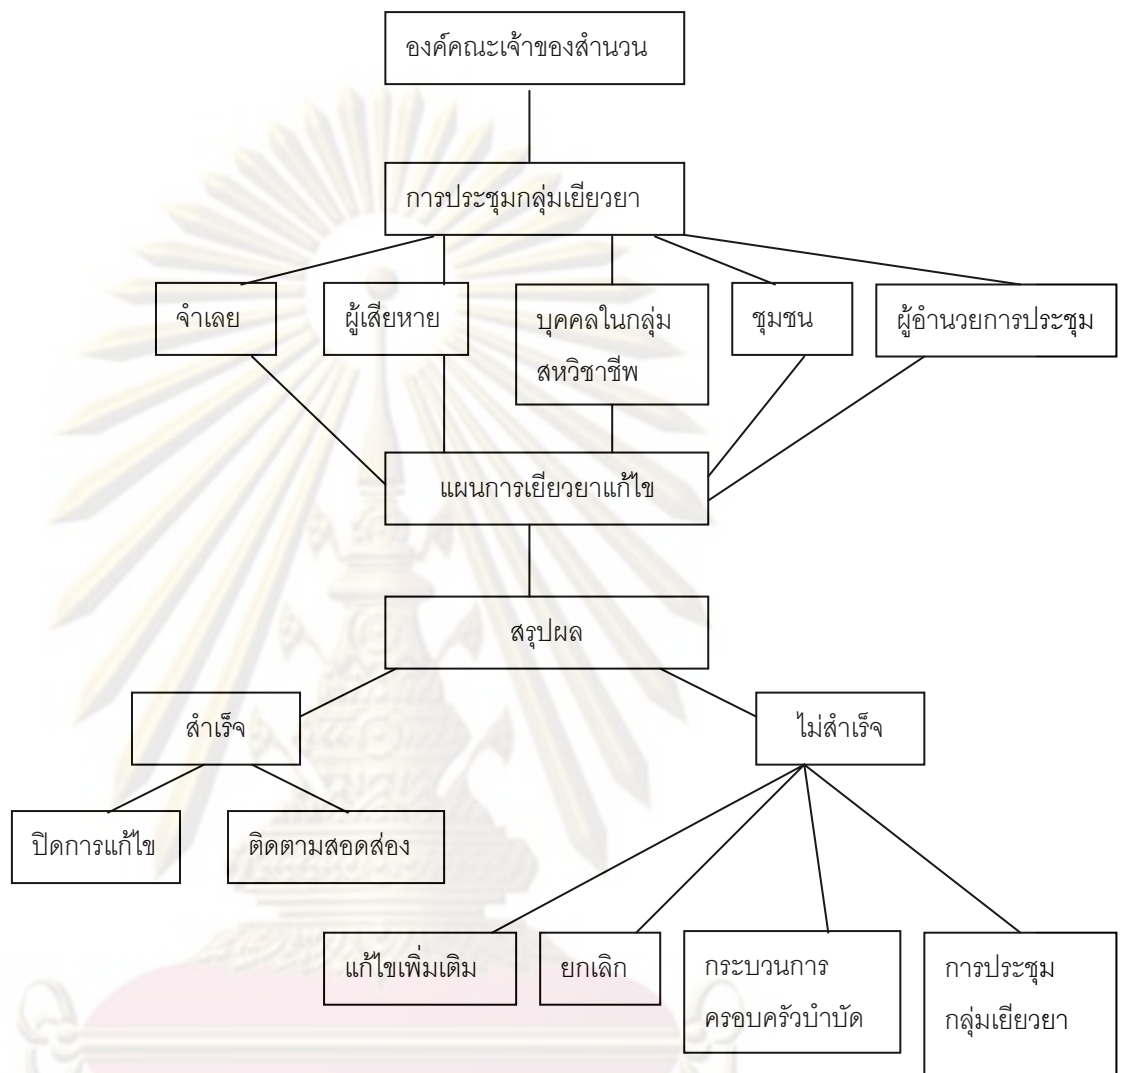 องค์คณะเจ้าของสำนวน
การประชุมกลุ่มเยียวยา
จำเลย
ผู้เสียหาย
บุคคลในกลุ่ม
สหวิชาชีพ
ชุมชน
ผู้อำนวยการประชุม
แผนการเยียวยาแก้ไข
สรุปผล
สำเร็จ
ไม่สำเร็จ
ปิดการแก้ไข
ติดตามสอดส่อง
แก้ไขเพิ่มเติม
ยกเลิก
กระบวนการ
ครอบครัวบำบัด
การประชุม
กลุ่มเยียวยา